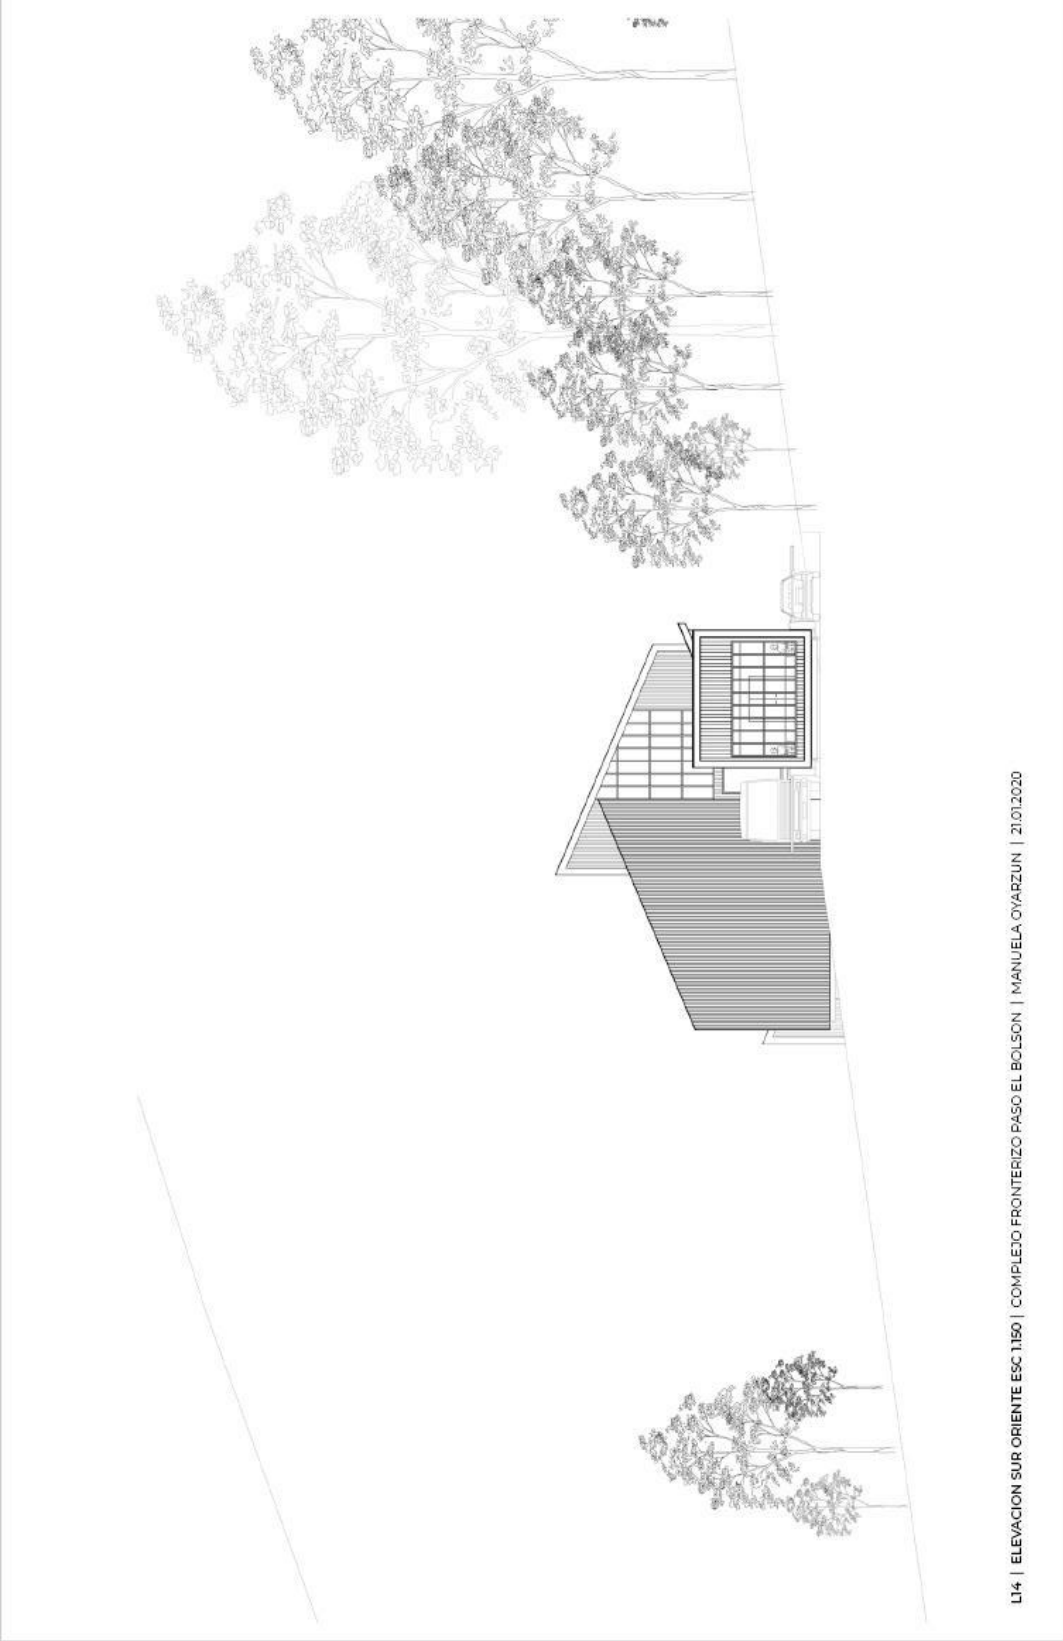 L14 | ELEVACION SUR ORIENTE ESC 1.150 | COMPLEJO FRONTERIZO PASO EL BOLSON | MANUELA OYARZUN | 21.01.2020